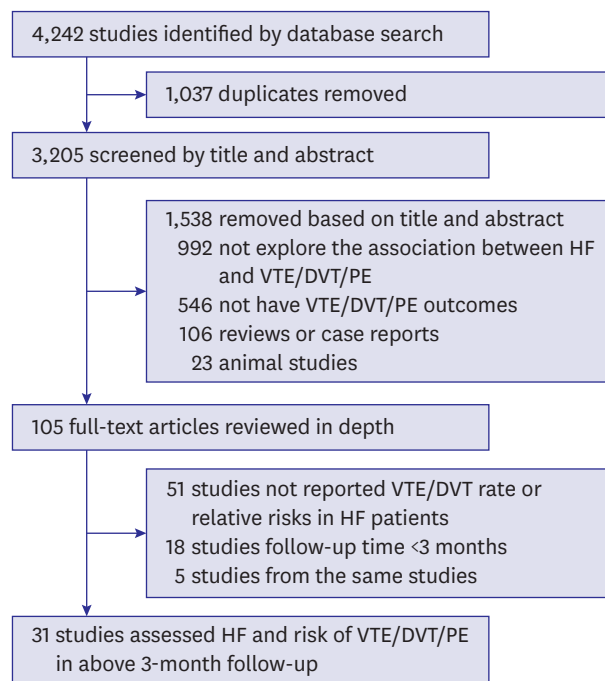 4,242 studies identified by database search
1,037 duplicates removed
3,205 screened by title and abstract
1,538 removed based on title and abstract
992 not explore the association between HF
and VTE/DVT/PE
546 not have VTE/DVT/PE outcomes
106 reviews or case reports
23 animal studies
105 full-text articles reviewed in depth
51 studies not reported VTE/DVT rate or
relative risks in HF patients
18 studies follow-up time <3 months
5 studies from the same studies
31 studies assessed HF and risk of VTE/DVT/PE
in above 3-month follow-up